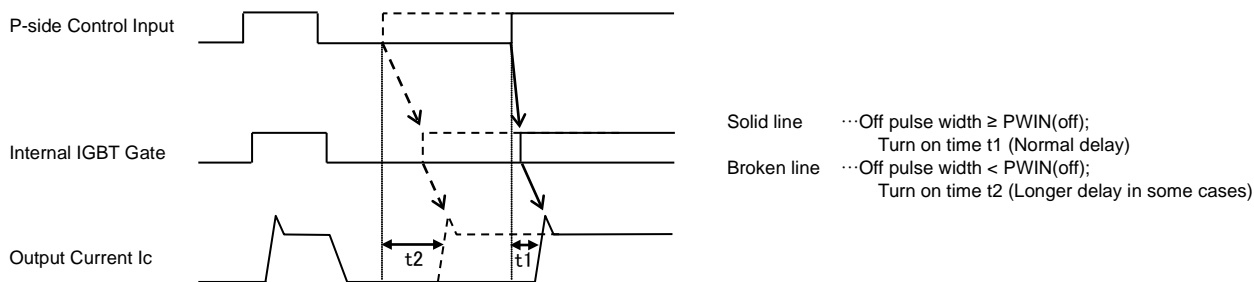 P-side Control Input
Internal IGBT Gate
Output Current Ic
t2
t1
Solid line ⋯Off pulse width ≥ PWIN(off);
Turn on time t1 (Normal delay)
Broken line ⋯Off pulse width < PWIN(off);
Turn on time t2 (Longer delay in some cases)